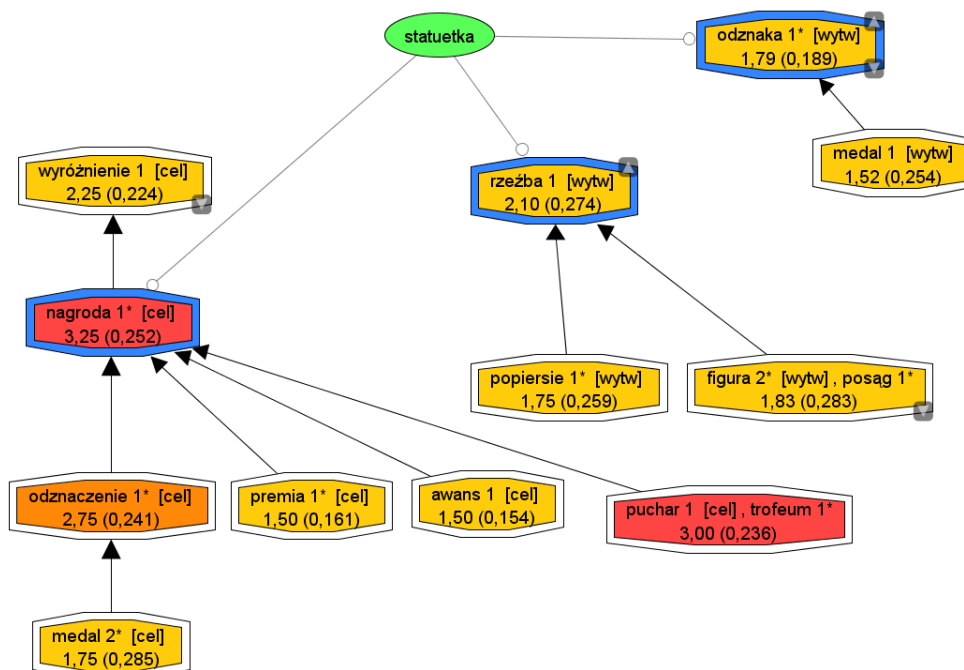 statuetka
odznaka 1* [wytw]
1,79 (0,189)
medal 1 [wytw]
1,52 (0,254)
wyróżnienie 1 [cel]
2,25 (0,224)
rzeźba 1 [wytw]
2,10 (0,274)
nagroda 1* [cel]
3,25 (0,252)
popiersie 1* [wytw]
1,75 (0,259)
figura 2* [wytw] , posąg 1*
1,83 (0,283)
odznaczenie 1* [cel]
2,75 (0,241)
premia 1* [cel]
1,50 (0,161)
awans 1 [cel]
1,50 (0,154)
puchar 1 [cel] , trofeum 1*
3,00 (0,236)
medal 2* [cel]
1,75 (0,285)